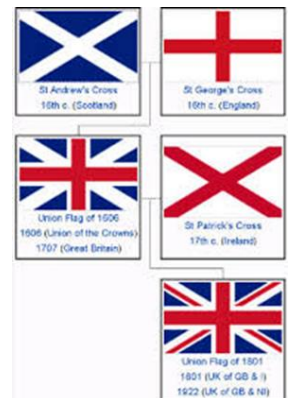 St Andrew's Cross
16th c. (Scotland)
St George's Cross
16th c. (England)
Union Flag of 1606
1606 (Union of the Crowns)
1707 (Great Britain)
St Patrick's Cross
17th c. (Ireland)
Union Flag of 1801
1801 (UK of GB & I)
1922 (UK of GB & NI)